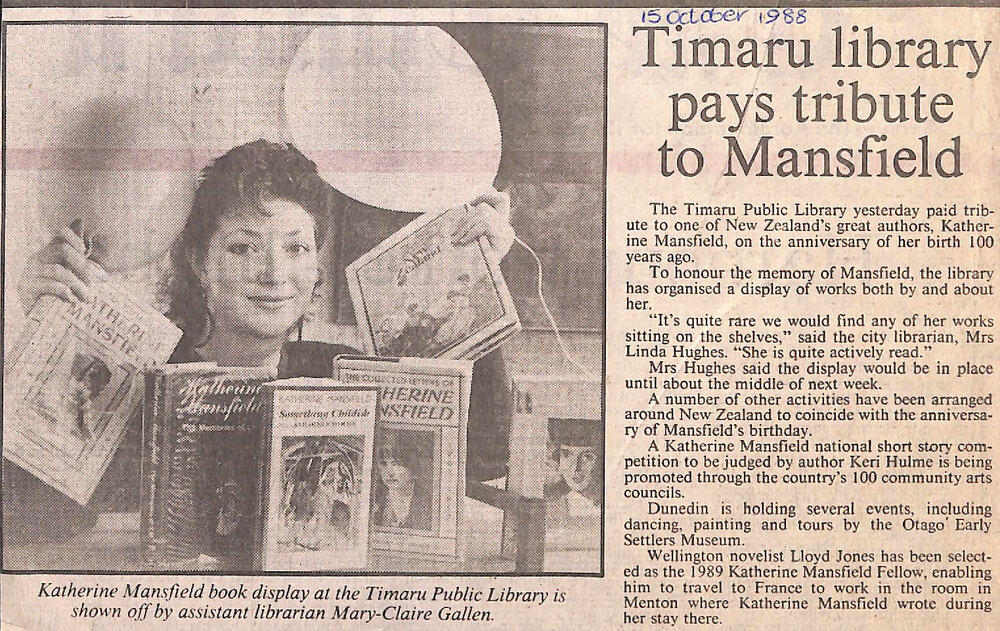 15 October 1988
Timaru library
pays tribute
to Mansfield
The Timaru Public Library yesterday paid trib-
ute to one of New Zealand's great authors, Kather-
ine Mansfield, on the anniversary of her birth 100
years ago.
To honour the memory of Mansfield, the library
has organised a display of works both by and about
her.
"It's quite rare we would find any of her works
sitting on the shelves," said the city librarian, Mrs
Linda Hughes. "She is quite actively read."
Mrs Hughes said the display would be in place
until about the middle of next week.
A number of other activities have been arranged
around New Zealand to coincide with the anniversa-
ry of Mansfield's birthday.
A Katherine Mansfield national short story com-
petition to be judged by author Keri Hulme is being
promoted through the country's 100 community arts
councils.
Dunedin is holding several events, including
dancing, painting and tours by the Otago Early
Settlers Museum.
Wellington novelist Lloyd Jones has been select-
ed as the 1989 Katherine Mansfield Fellow, enabling
him to travel to France to work in the room in
Menton where Katherine Mansfield wrote during
her stay there.
MANSFIELD
Zealand
Katherine
Mansfield
The Memories of
KATHERINE MANSFIELD
Something Childish
THE COLLECTED LETTERS OF
HERINE
NSFIELD
Katherine Mansfield book display at the Timaru Public Library is
shown off by assistant librarian Mary-Claire Gallen.